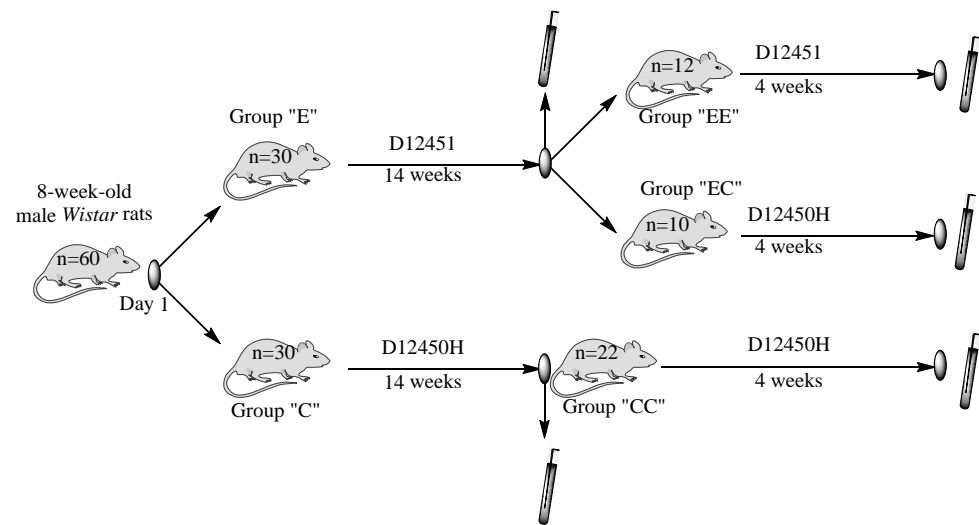 8-week-old
male Wistar rats
n=60
Day 1
Group "E"
n=30
D12451
14 weeks
n=12
Group "EE"
D12451
4 weeks
Group "EC"
n=10
D12450H
4 weeks
n=30
Group "C"
D12450H
14 weeks
n=22
Group "CC"
D12450H
4 weeks